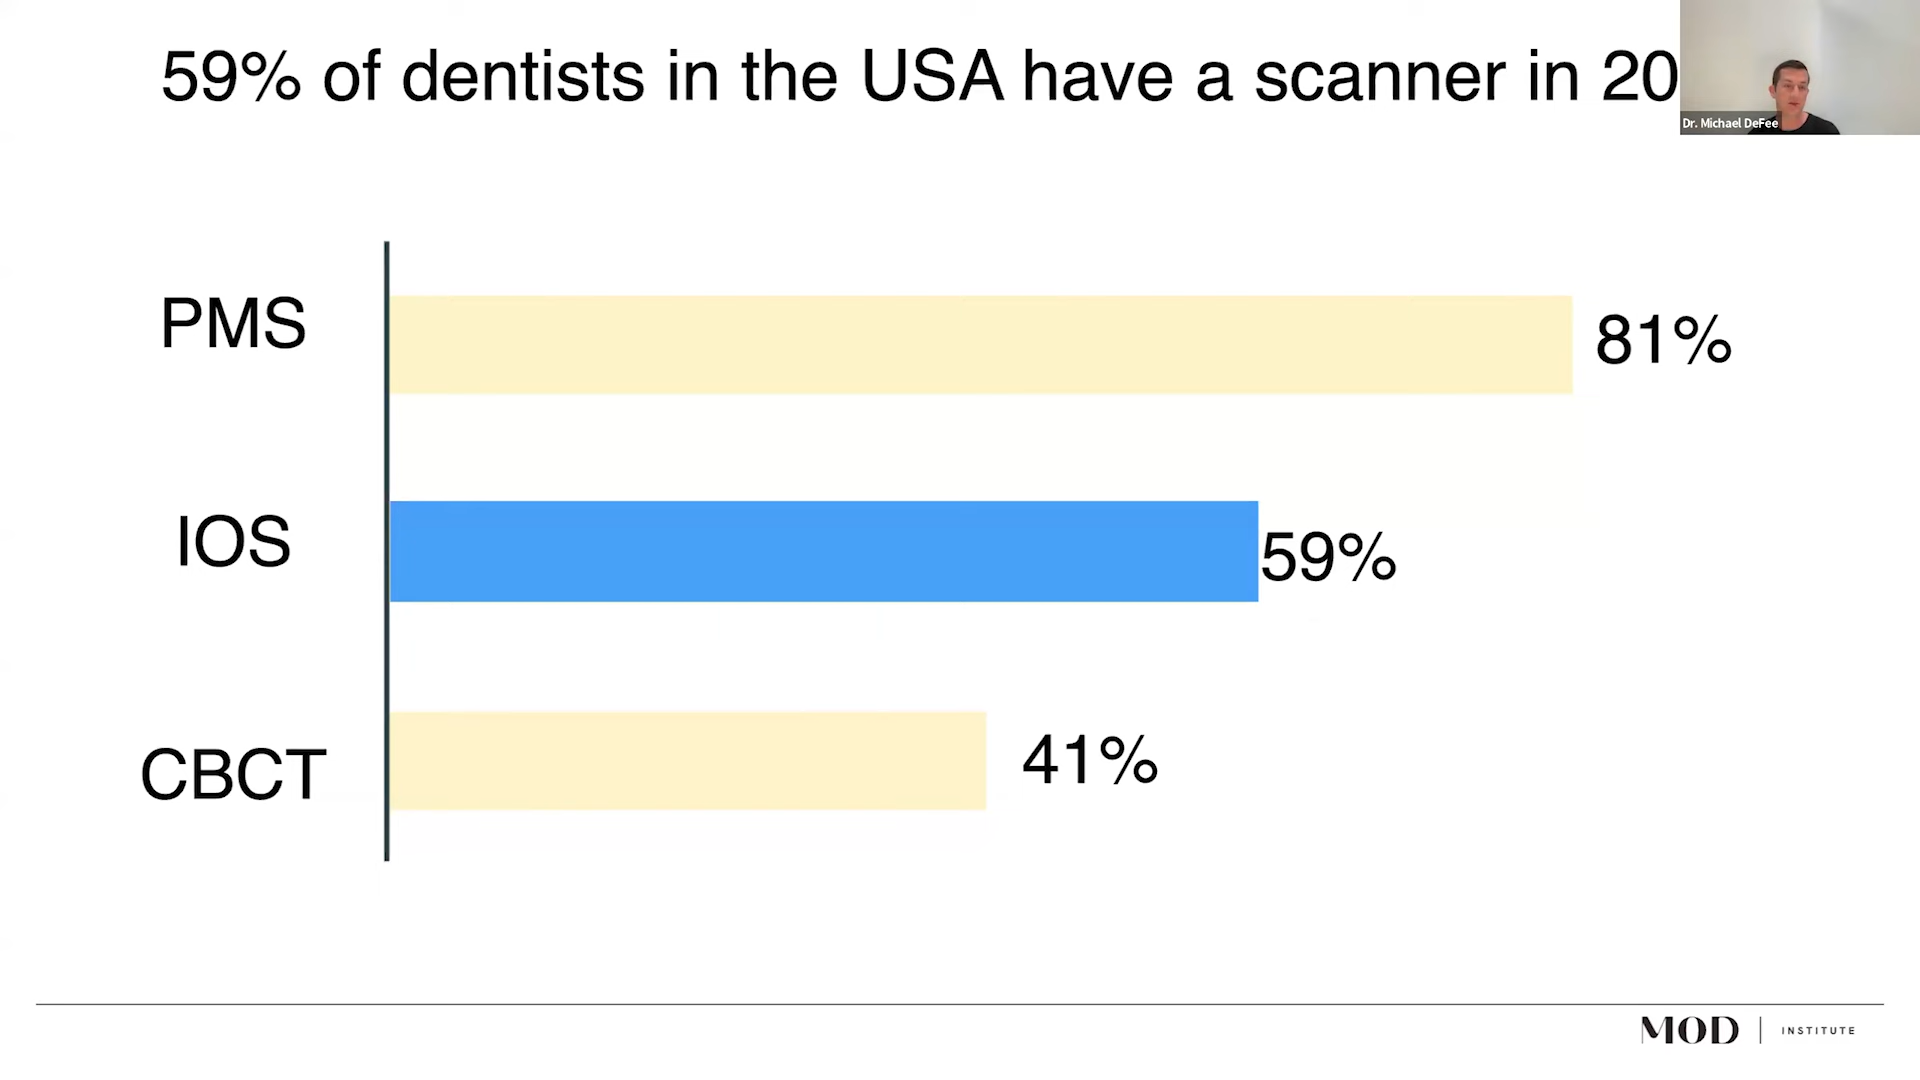 59% of dentists in the USA have a scanner in 20
Dr. Michael DeFee
PMS
81%
IOS
59%
CBCT
41%
MOD | INSTITUTE